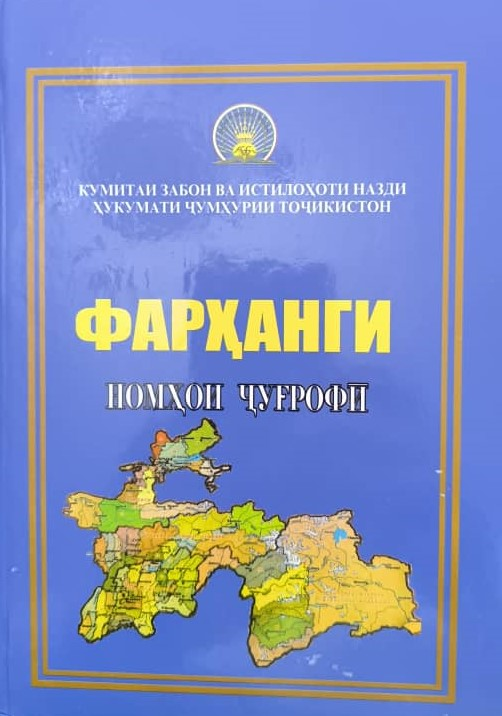 КУМИТАИ ЗАБОН ВА ИСТИЛОҲОТИ НАЗДИ
ҲУКУМАТИ ҶУМҲУРИИ ТОҶИКИСТОН
ФАРҲАНГИ
НОМҲОИ ҶУҒРОФӢ